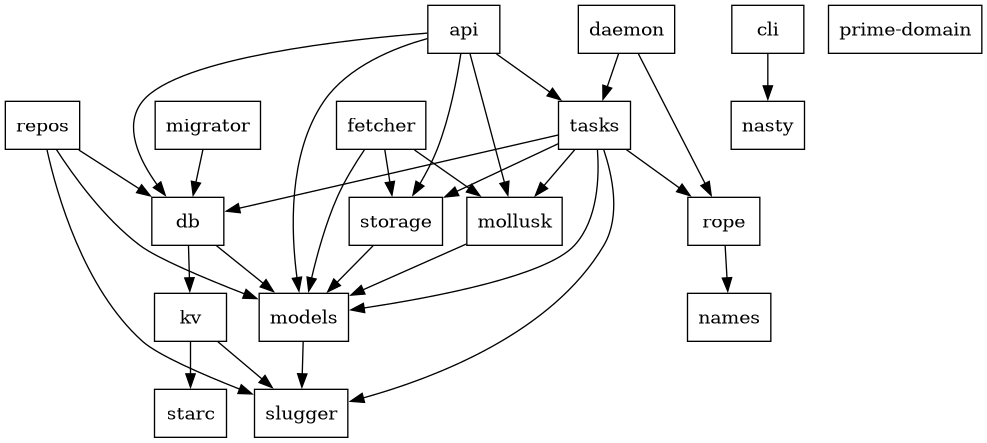 api
daemon
cli
prime-domain
repos
migrator
fetcher
tasks
nasty
db
storage
mollusk
rope
kv
models
names
starc
slugger